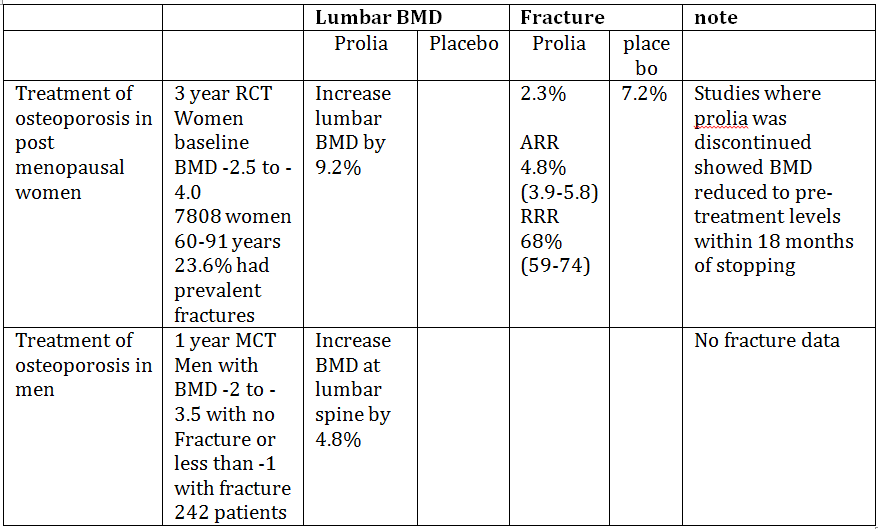 Lumbar BMD Fracture note
Prolia Placebo Prolia place
bo
Treatment of
osteoporosis in
post
menopausal
women
3 year RCT
Women
baseline
BMD -2.5 to -
4.0
7808 women
60-91 years
23.6% had
prevalent
fractures
Increase
lumbar
BMD by
9.2%
2.3%
ARR
4.8%
(3.9-5.8)
RRR
68%
(59-74)
7.2%
Studies where
prolia was
discontinued
showed BMD
reduced to pre-
treatment levels
within 18 months
of stopping
Treatment of
osteoporosis in
men
1 year MCT
Men with
BMD -2 to -
3.5 with no
Fracture or
less than -1
with fracture
242 patients
Increase
BMD at
lumbar
spine by
4.8%
No fracture data